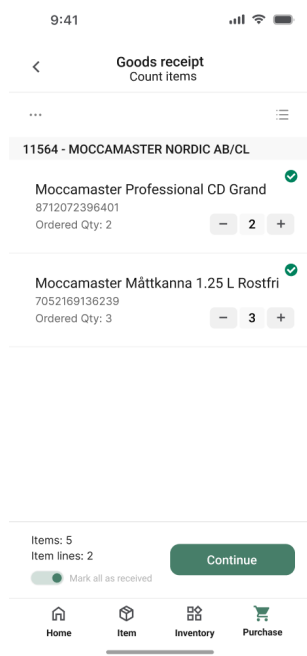 9:41
Goods receipt
Count items
11564 - MOCCAMASTER NORDIC AB/CL
Moccamaster Professional CD Grand
8712072396401
Ordered Qty: 2
− 2 +
Moccamaster Måttkanna 1.25 L Rostfri
7052169136239
Ordered Qty: 3
− 3 +
Items: 5
Item lines: 2
Mark all as received
Continue
Home
Item
Inventory
Purchase